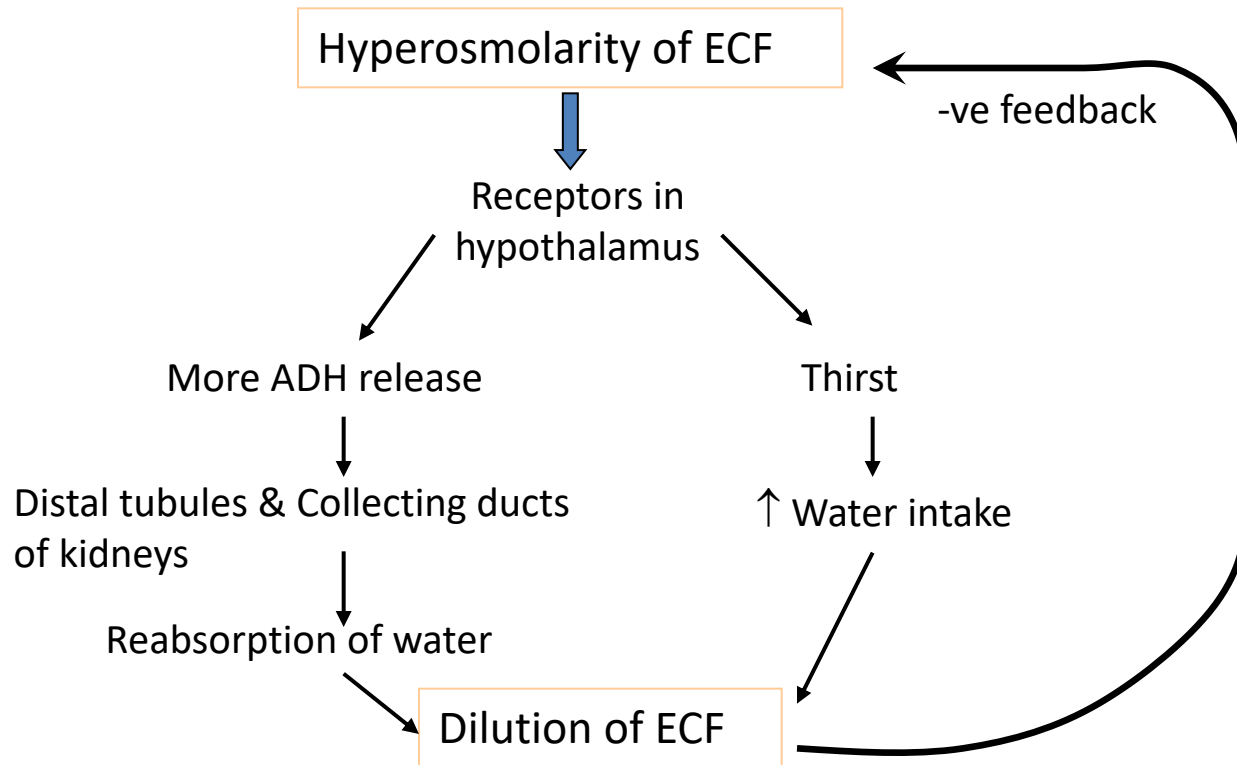 Hyperosmolarity of ECF
-ve feedback
Receptors in
hypothalamus
More ADH release
Thirst
Distal tubules & Collecting ducts
of kidneys
↑ Water intake
Reabsorption of water
Dilution of ECF